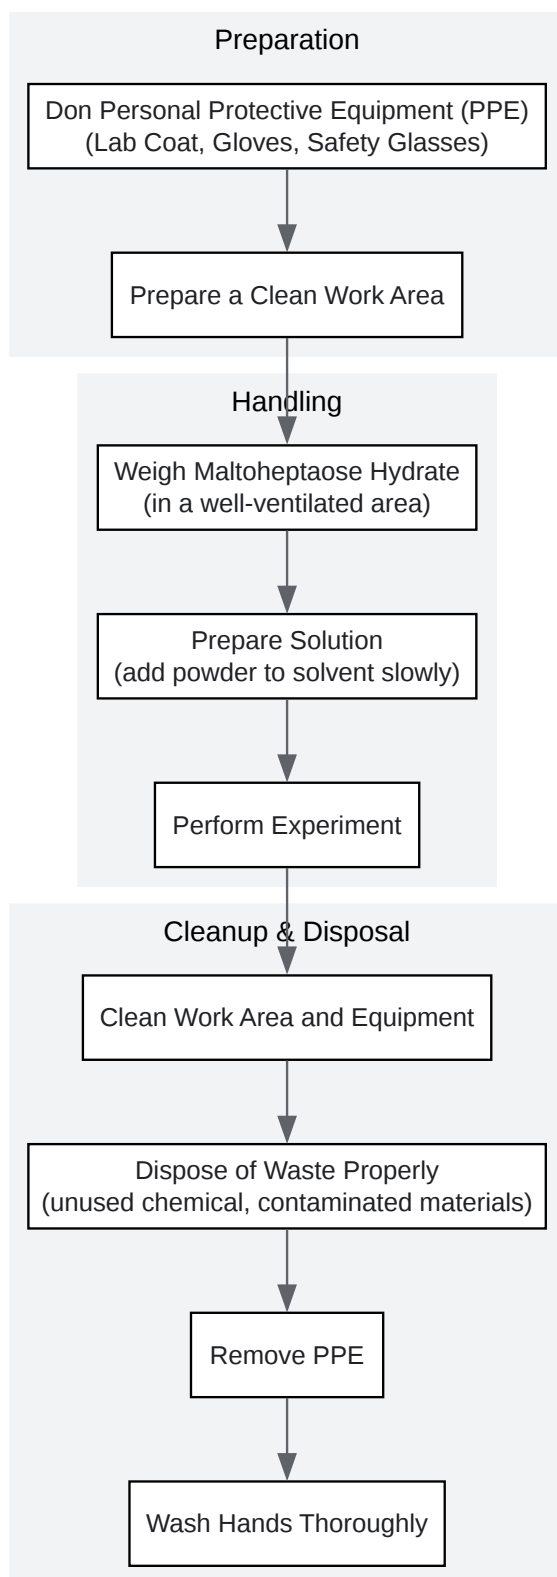 Preparation
Don Personal Protective Equipment (PPE)
(Lab Coat, Gloves, Safety Glasses)
Prepare a Clean Work Area
Handling
Weigh Maltoheptaose Hydrate
(in a well-ventilated area)
Prepare Solution
(add powder to solvent slowly)
Perform Experiment
Cleanup & Disposal
Clean Work Area and Equipment
Dispose of Waste Properly
(unused chemical, contaminated materials)
Remove PPE
Wash Hands Thoroughly